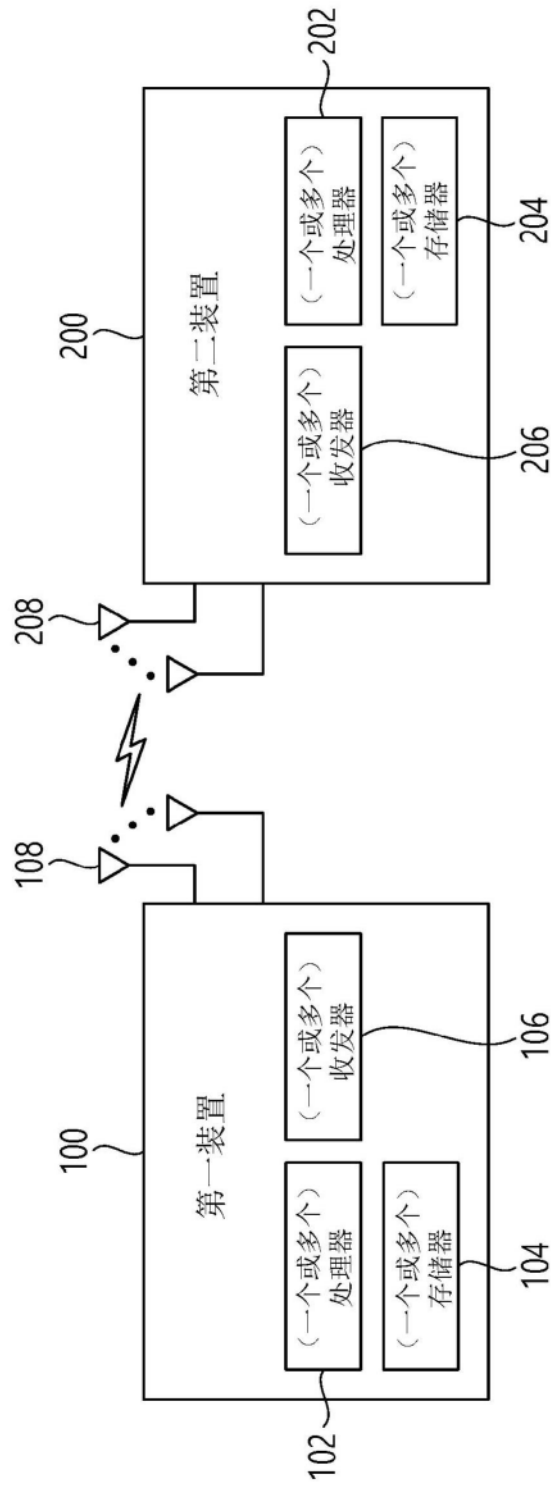 100
第一装置
102
（一个或多个）
处理器
（一个或多个）
收发器
106
（一个或多个）
存储器
104
108
208
200
第二装置
（一个或多个）
收发器
206
（一个或多个）
处理器
202
（一个或多个）
存储器
204